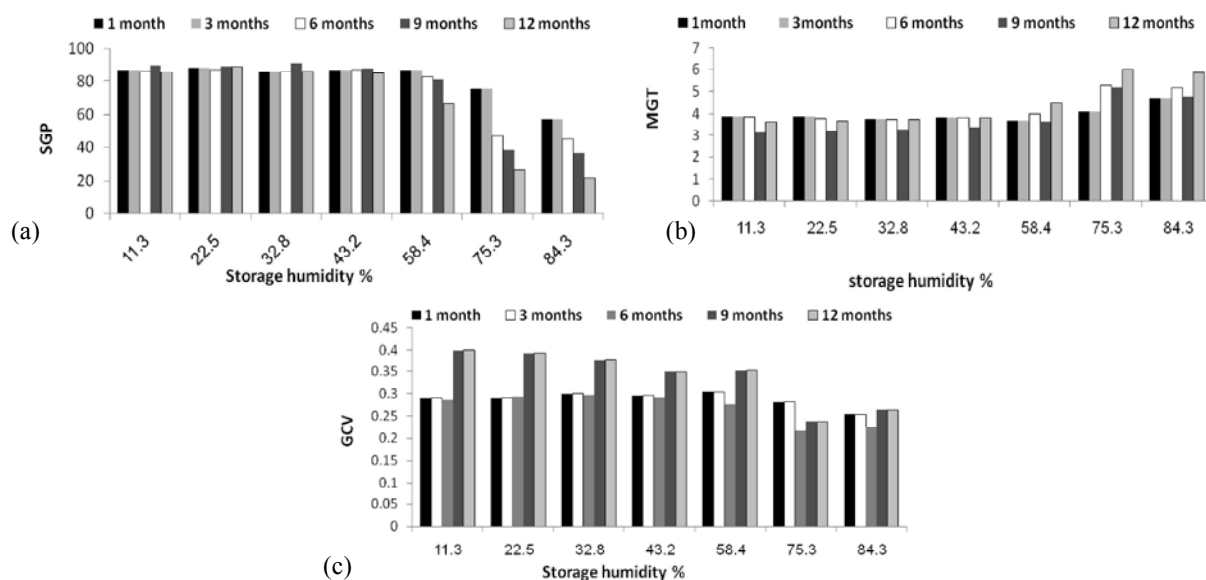 ■ 1 month ■ 3 months □ 6 months ■ 9 months ■ 12 months
100
80
60
40
20
0
SGP
11.3 22.5 32.8 43.2 58.4 75.3 84.3
Storage humidity %
(a)
■ 1month ■ 3months □ 6 months ■ 9 months ■ 12 months
7
6
5
4
3
2
1
0
MGT
11.3 22.5 32.8 43.2 58.4 75.3 84.3
storage humidity %
(b)
■ 1 month □ 3 months ■ 6 months ■ 9 months ■ 12 months
0.45
0.4
0.35
0.3
0.25
0.2
0.15
0.1
0.05
0
GCV
11.3 22.5 32.8 43.2 58.4 75.3 84.3
Storage humidity %
(c)